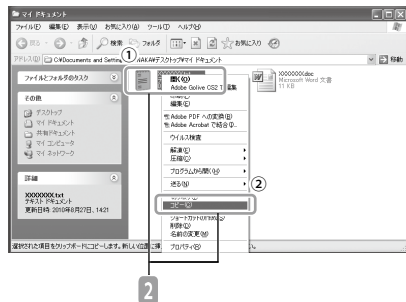 マイ ドキュメント
ファイル(F) 編集(E) 表示(V) お気に入り(A) ツール(T) ヘルプ(H)
戻る 検索 フォルダ お気に入り
アドレス(D) C:¥Documents and Setting ¥AKA¥デスクトップ¥マイ ドキュメント 移動
①
ファイルとフォルダのタスク
開く(O)
Adobe Golive CS2 で編集
XXXXXXX.doc
Microsoft Word 文書
11 KB
編集(E)
その他
Adobe PDF への変換(B)
デスクトップ
Adobe Acrobat で結合
マイ ドキュメント
共有ドキュメント
ウイルス検査
マイ コンピュータ
解凍(E)
マイ ネットワーク
圧縮(C)
プログラムから開く(H)
詳細
送る(N)
②
XXXXXXX.txt
テキスト ドキュメント
コピー(C)
更新日時: 2010年8月27日、14:21
ショートカットの作成(S)
削除(D)
名前の変更(M)
選択された項目をクリップボードにコピーします。新しい位置に挿
プロパティ(R)
2